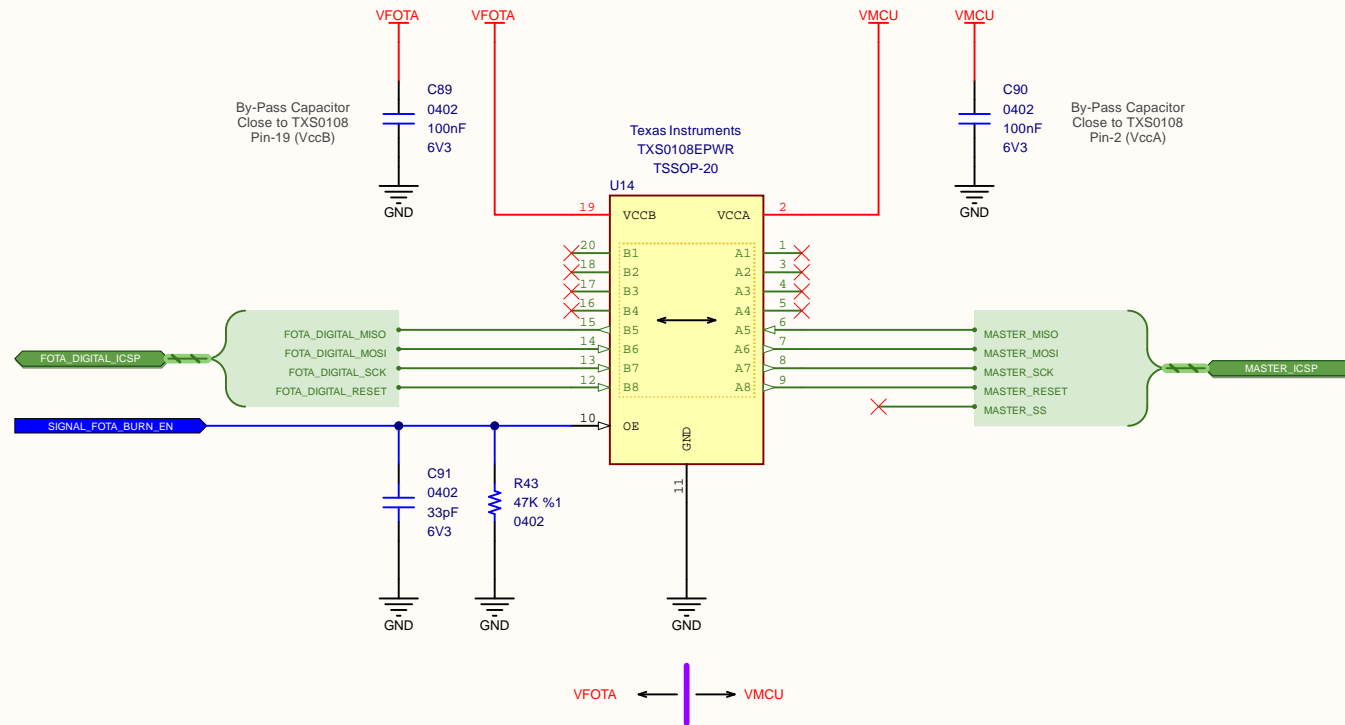 VFOTA
VFOTA
VMCU
VMCU
By-Pass Capacitor
Close to TXS0108
Pin-19 (VccB)
C89
0402
100nF
6V3
GND
Texas Instruments
TXS0108EPWR
TSSOP-20
U14
C90
0402
100nF
6V3
GND
By-Pass Capacitor
Close to TXS0108
Pin-2 (VccA)
19 VCCB VCCA 2
20 B1 A1 1
18 B2 A2 3
17 B3 A3 4
16 B4 A4 5
15 B5 A5 6
14 B6 A6 7
13 B7 A7 8
12 B8 A8 9
10 OE
GND
11
GND
FOTA_DIGITAL_ICSP
FOTA_DIGITAL_MISO
FOTA_DIGITAL_MOSI
FOTA_DIGITAL_SCK
FOTA_DIGITAL_RESET
MASTER_MISO
MASTER_MOSI
MASTER_SCK
MASTER_RESET
MASTER_SS
MASTER_ICSP
SIGNAL_FOTA_BURN_EN
C91
0402
33pF
6V3
GND
R43
47K %1
0402
GND
VFOTA
VMCU